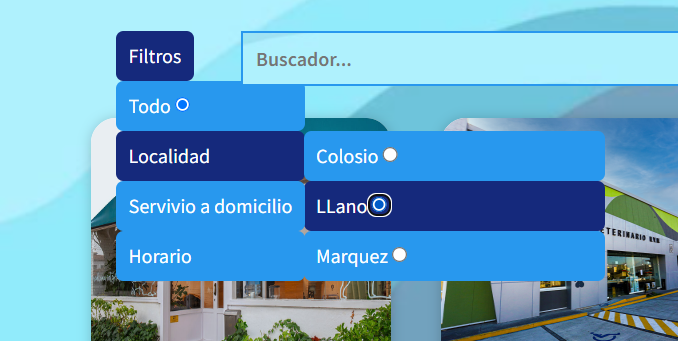 Filtros
Buscador...
Todo
Localidad
Colosio
Servivio a domicilio
LLano
Horario
Marquez